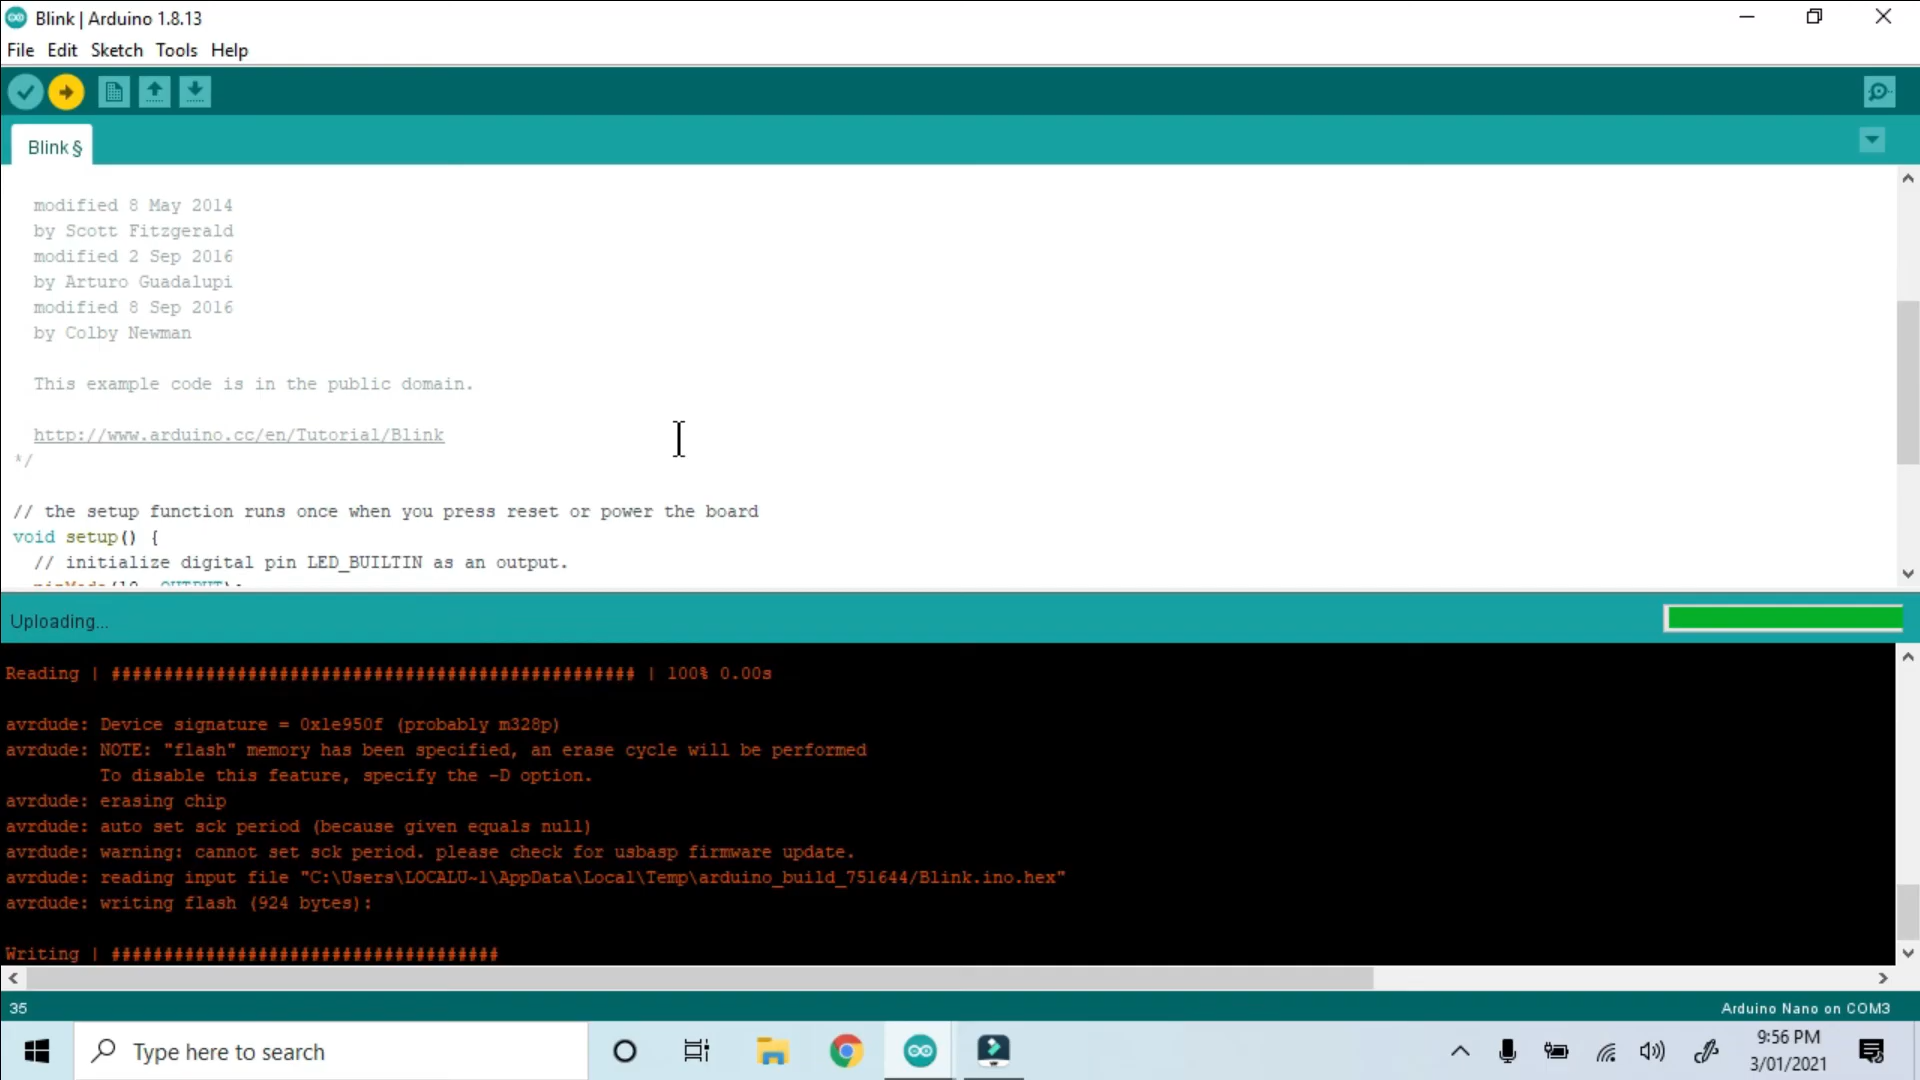 Blink | Arduino 1.8.13
File Edit Sketch Tools Help
Blink §
modified 8 May 2014
by Scott Fitzgerald
modified 2 Sep 2016
by Arturo Guadalupi
modified 8 Sep 2016
by Colby Newman
This example code is in the public domain.
http://www.arduino.cc/en/Tutorial/Blink
*/
// the setup function runs once when you press reset or power the board
void setup() {
// initialize digital pin LED_BUILTIN as an output.
pinMode(10, OUTPUT);
Uploading...
Reading | ################################################## | 100% 0.00s
avrdude: Device signature = 0x1e950f (probably m328p)
avrdude: NOTE: "flash" memory has been specified, an erase cycle will be performed
To disable this feature, specify the -D option.
avrdude: erasing chip
avrdude: auto set sck period (because given equals null)
avrdude: warning: cannot set sck period. please check for usbasp firmware update.
avrdude: reading input file "C:\Users\LOCALU~1\AppData\Local\Temp\arduino_build_751644/Blink.ino.hex"
avrdude: writing flash (924 bytes):
Writing | #####################################
35
Arduino Nano on COM3
Type here to search
9:56 PM
3/01/2021